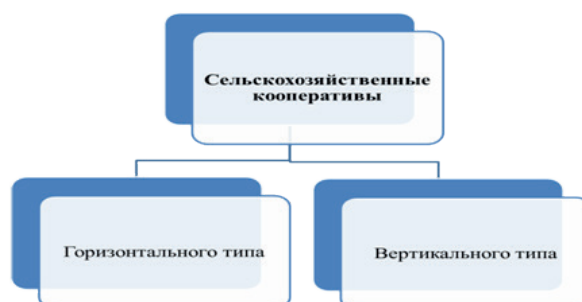 Сельскохозяйственные
кооперативы
Горизонтального типа
Вертикального типа